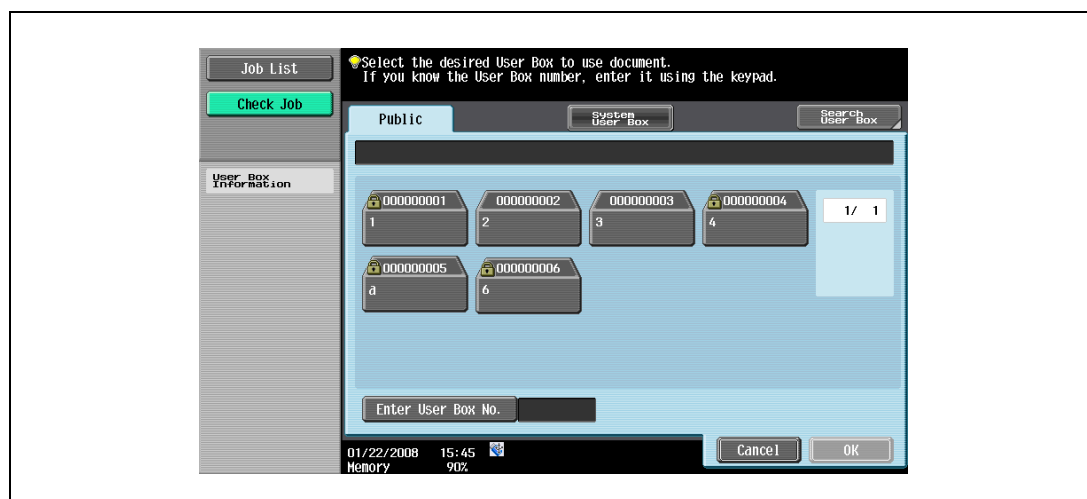 Job List
Check Job
User Box
Information
Select the desired User Box to use document.
If you know the User Box number, enter it using the keypad.
Public
System
User Box
Search
User Box
000000001
1
000000002
2
000000003
3
000000004
4
1/ 1
000000005
a
000000006
6
Enter User Box No.
01/22/2008 15:45
Memory 90%
Cancel
OK